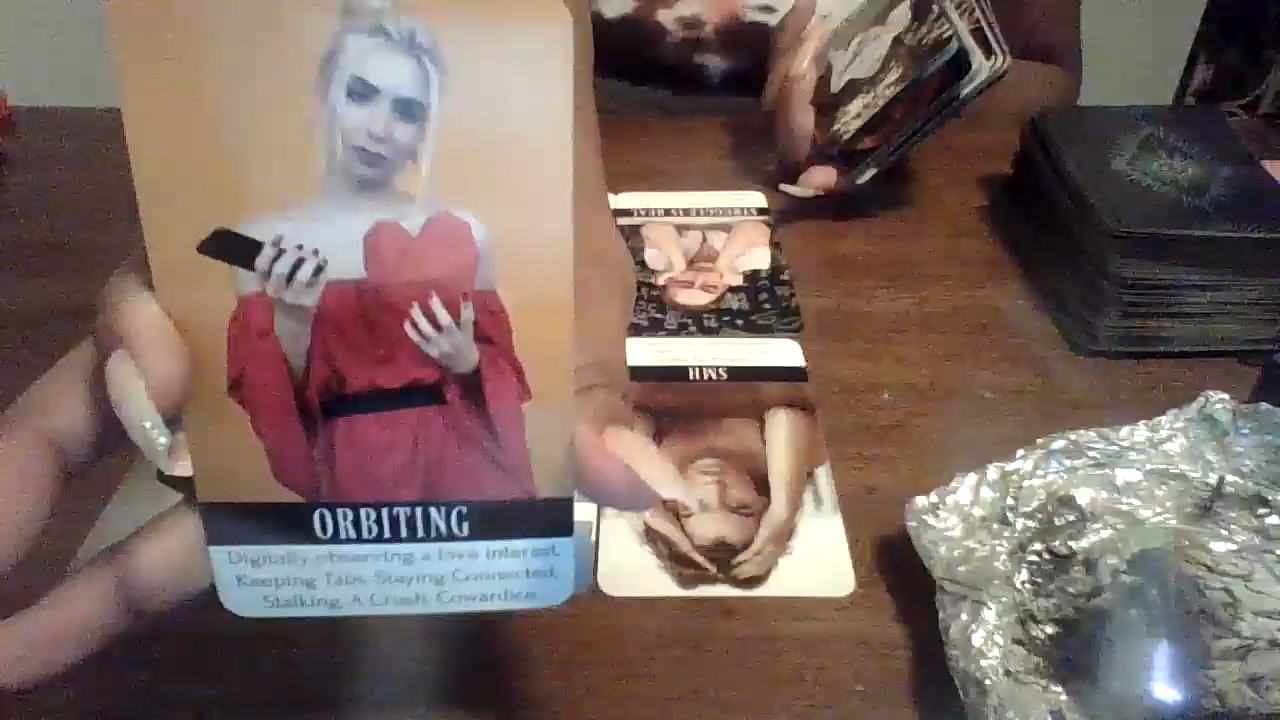 ORBITING
Digitally observing a love interest,
Keeping Tabs, Staying Connected,
Stalking A Crush, Cowardice
STRUGGLE IS REAL
SMH